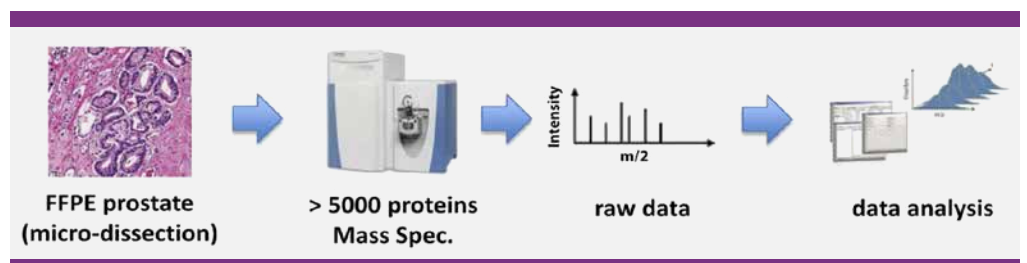 FFPE prostate
(micro-dissection)
> 5000 proteins
Mass Spec.
Intensity
m/2
raw data
data analysis